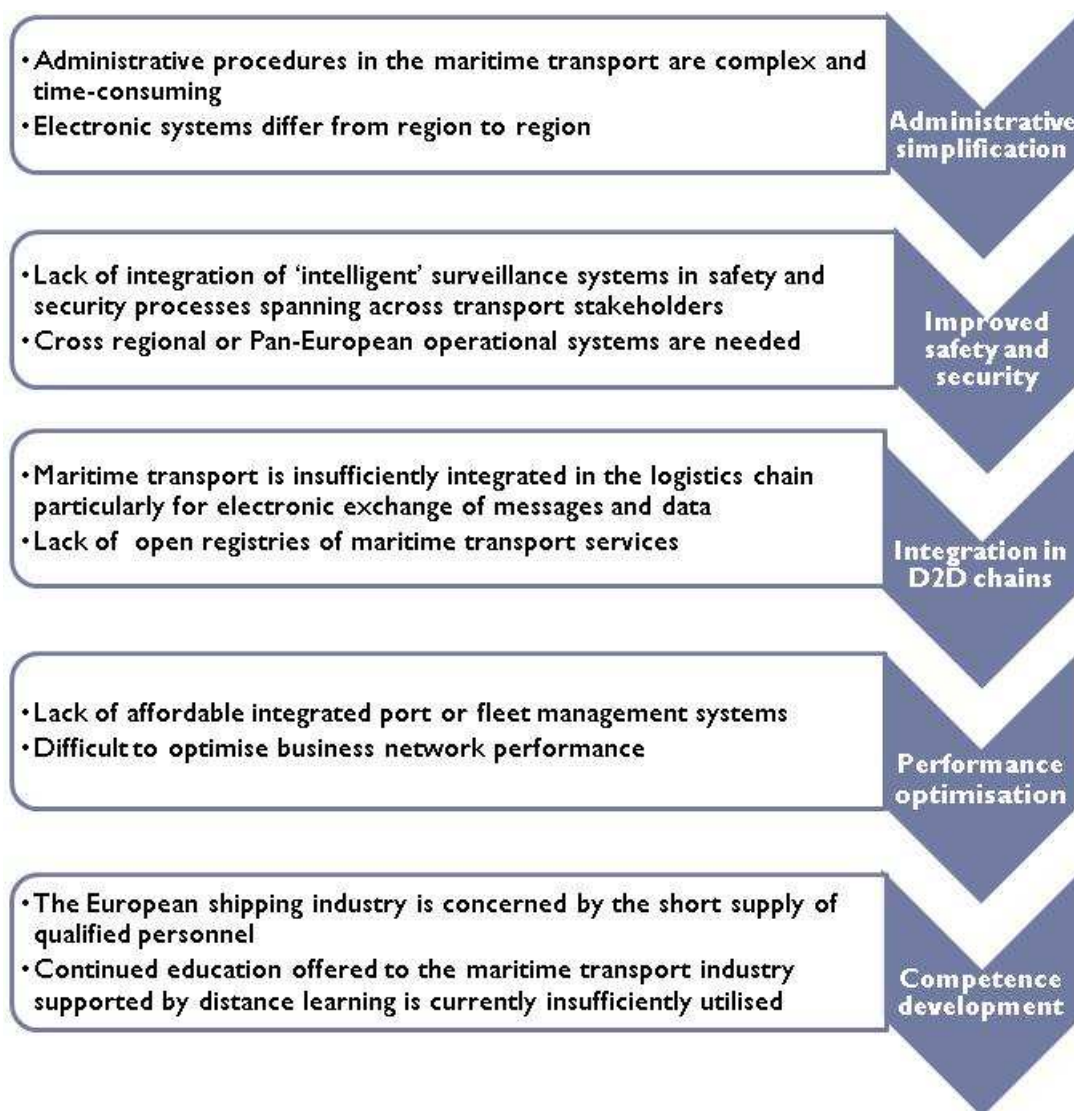 •Administrative procedures in the maritime transport are complex and
time-consuming
•Electronic systems differ from region to region
Administrative
simplification
•Lack of integration of ‘intelligent’ surveillance systems in safety and
security processes spanning across transport stakeholders
•Cross regional or Pan-European operational systems are needed
Improved
safety and
security
•Maritime transport is insufficiently integrated in the logistics chain
particularly for electronic exchange of messages and data
•Lack of open registries of maritime transport services
Integration in
D2D chains
•Lack of affordable integrated port or fleet management systems
•Difficult to optimise business network performance
Performance
optimisation
•The European shipping industry is concerned by the short supply of
qualified personnel
•Continued education offered to the maritime transport industry
supported by distance learning is currently insufficiently utilised
Competence
development